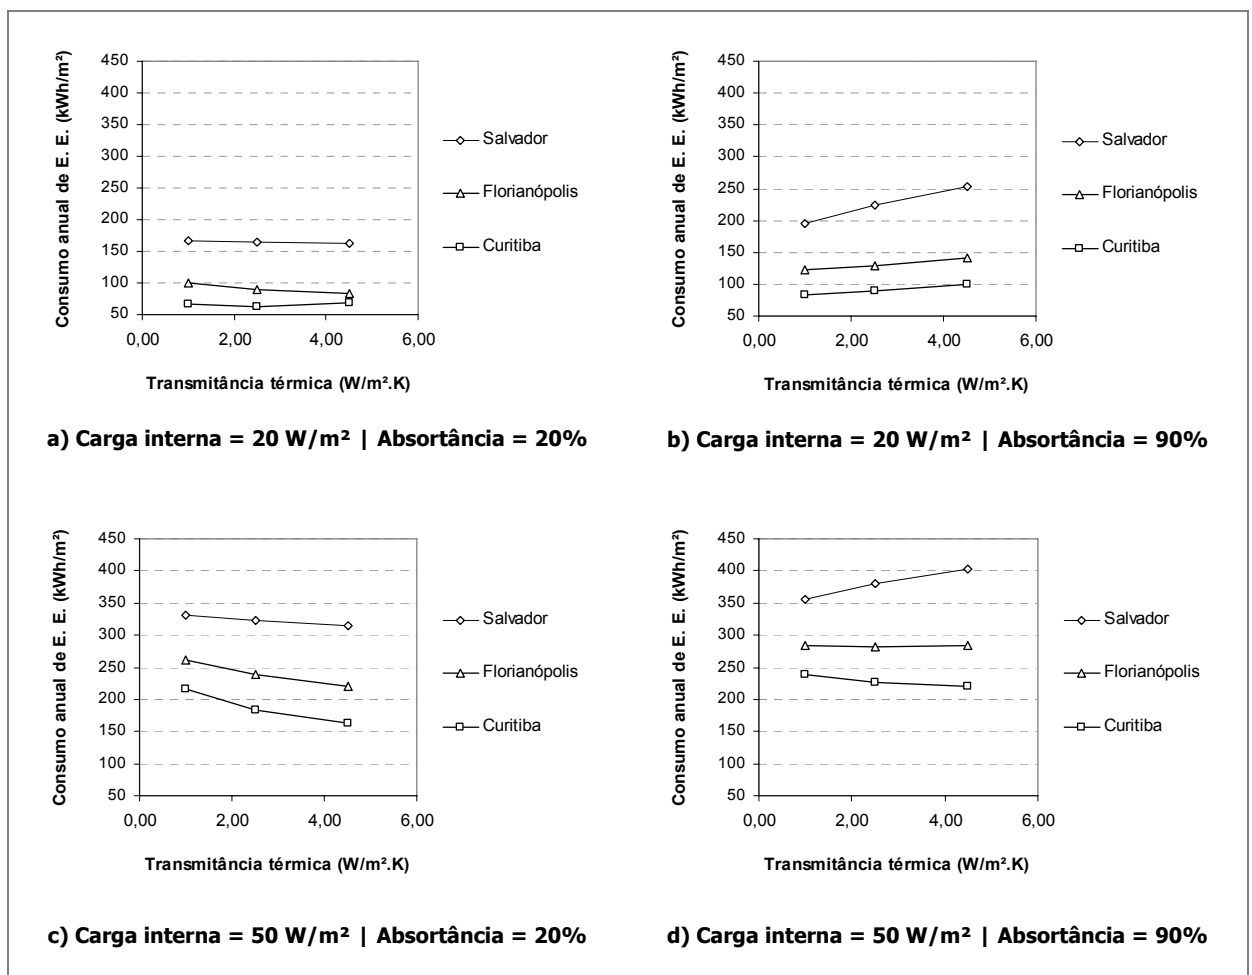 Consumo anual de E. E. (kWh/m²)
450
400
350
300
250
200
150
100
50
0,00 2,00 4,00 6,00
Transmitância térmica (W/m².K)
Salvador
Florianópolis
Curitiba
a) Carga interna = 20 W/m² | Absortância = 20%
Consumo anual de E. E. (kWh/m²)
450
400
350
300
250
200
150
100
50
0,00 2,00 4,00 6,00
Transmitância térmica (W/m².K)
Salvador
Florianópolis
Curitiba
b) Carga interna = 20 W/m² | Absortância = 90%
Consumo anual de E. E. (kWh/m²)
450
400
350
300
250
200
150
100
50
0,00 2,00 4,00 6,00
Transmitância térmica (W/m².K)
Salvador
Florianópolis
Curitiba
c) Carga interna = 50 W/m² | Absortância = 20%
Consumo anual de E. E. (kWh/m²)
450
400
350
300
250
200
150
100
50
0,00 2,00 4,00 6,00
Transmitância térmica (W/m².K)
Salvador
Florianópolis
Curitiba
d) Carga interna = 50 W/m² | Absortância = 90%